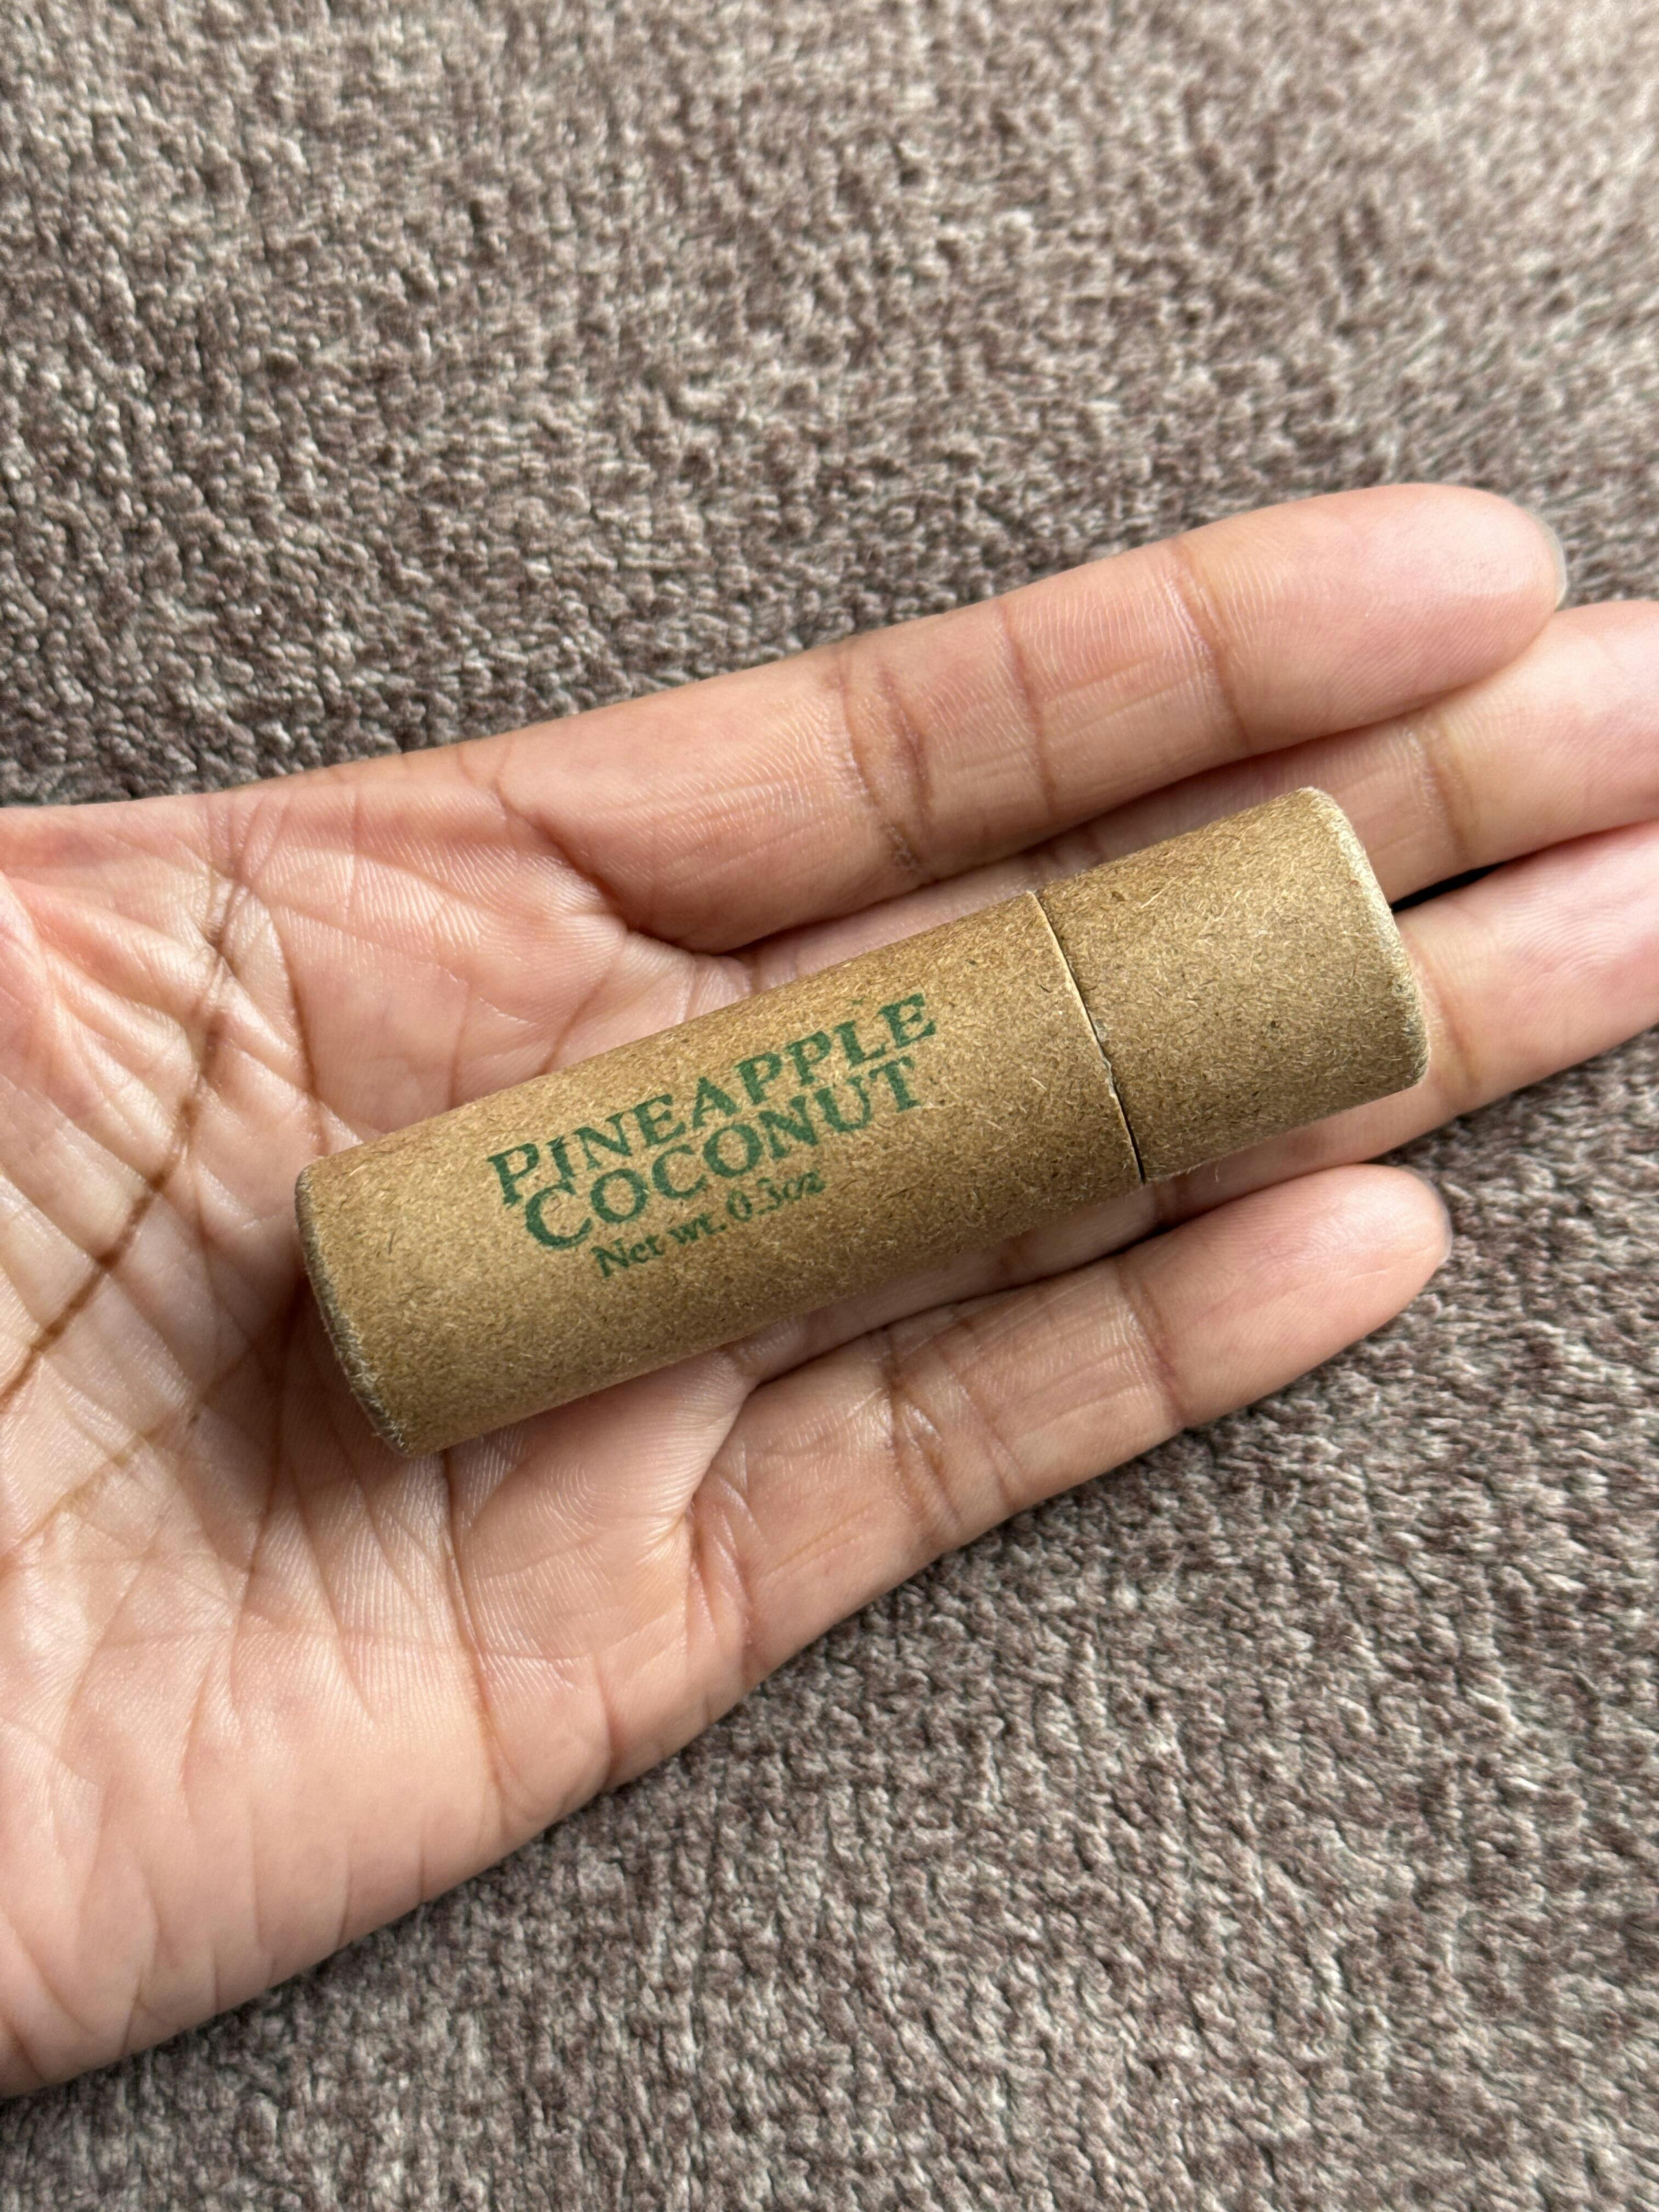 PINEAPPLE
COCONUT
Net wt. 0.3oz